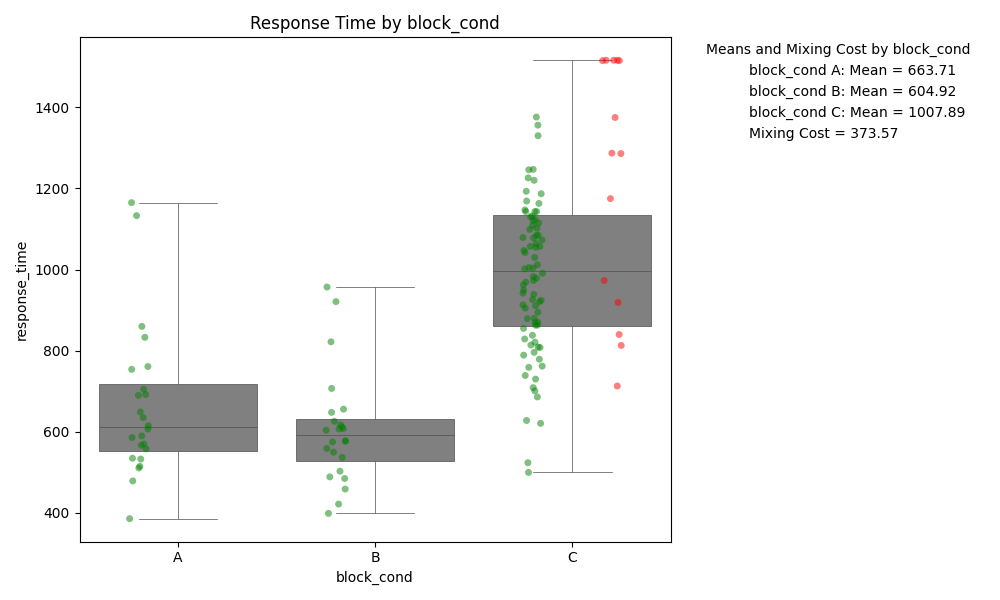 Response Time by block_cond
Means and Mixing Cost by block_cond
block_cond A: Mean = 663.71
block_cond B: Mean = 604.92
block_cond C: Mean = 1007.89
Mixing Cost = 373.57
response_time
1400
1200
1000
800
600
400
A B C
block_cond